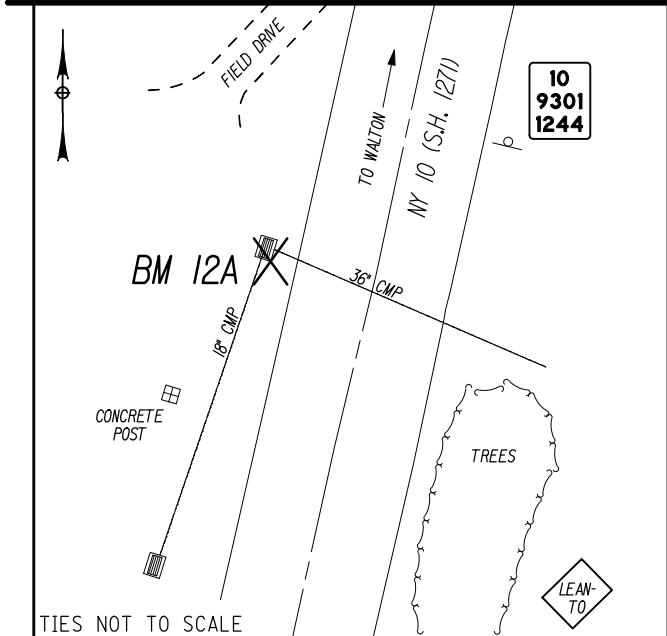 FIELD DRIVE
TO WALTON
NY 10 (S.H. 1271)
10
9301
1244
BM 12A
36" CMP
18" CMP
CONCRETE
POST
TREES
LEAN-
TO
TIES NOT TO SCALE